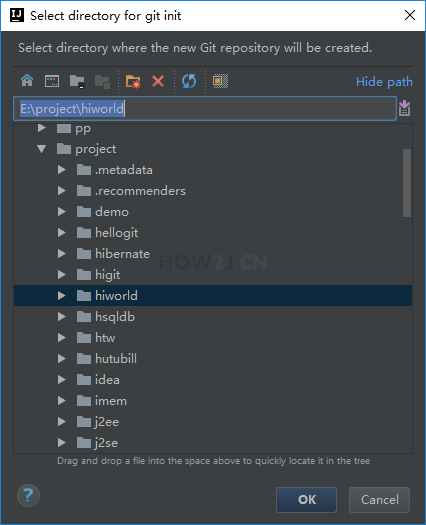 IJ Select directory for git init
Select directory where the new Git repository will be created.
Hide path
E:\project\hiworld
pp
project
.metadata
.recommenders
demo
hellogit
hibernate
higit
HOW2J.CN
hiworld
hsqldb
htw
hutubill
idea
imem
j2ee
j2se
Drag and drop a file into the space above to quickly locate it in the tree
?
OK
Cancel